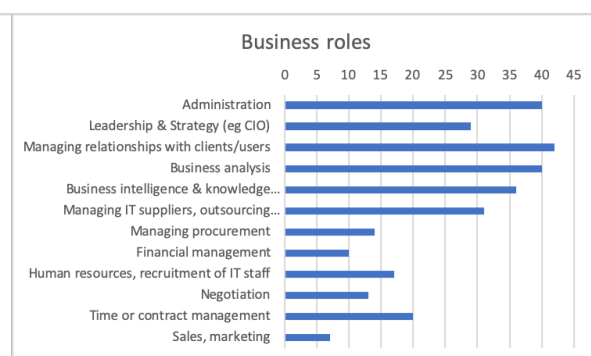 Business roles
0 5 10 15 20 25 30 35 40 45
Administration
Leadership & Strategy (eg CIO)
Managing relationships with clients/users
Business analysis
Business intelligence & knowledge...
Managing IT suppliers, outsourcing...
Managing procurement
Financial management
Human resources, recruitment of IT staff
Negotiation
Time or contract management
Sales, marketing